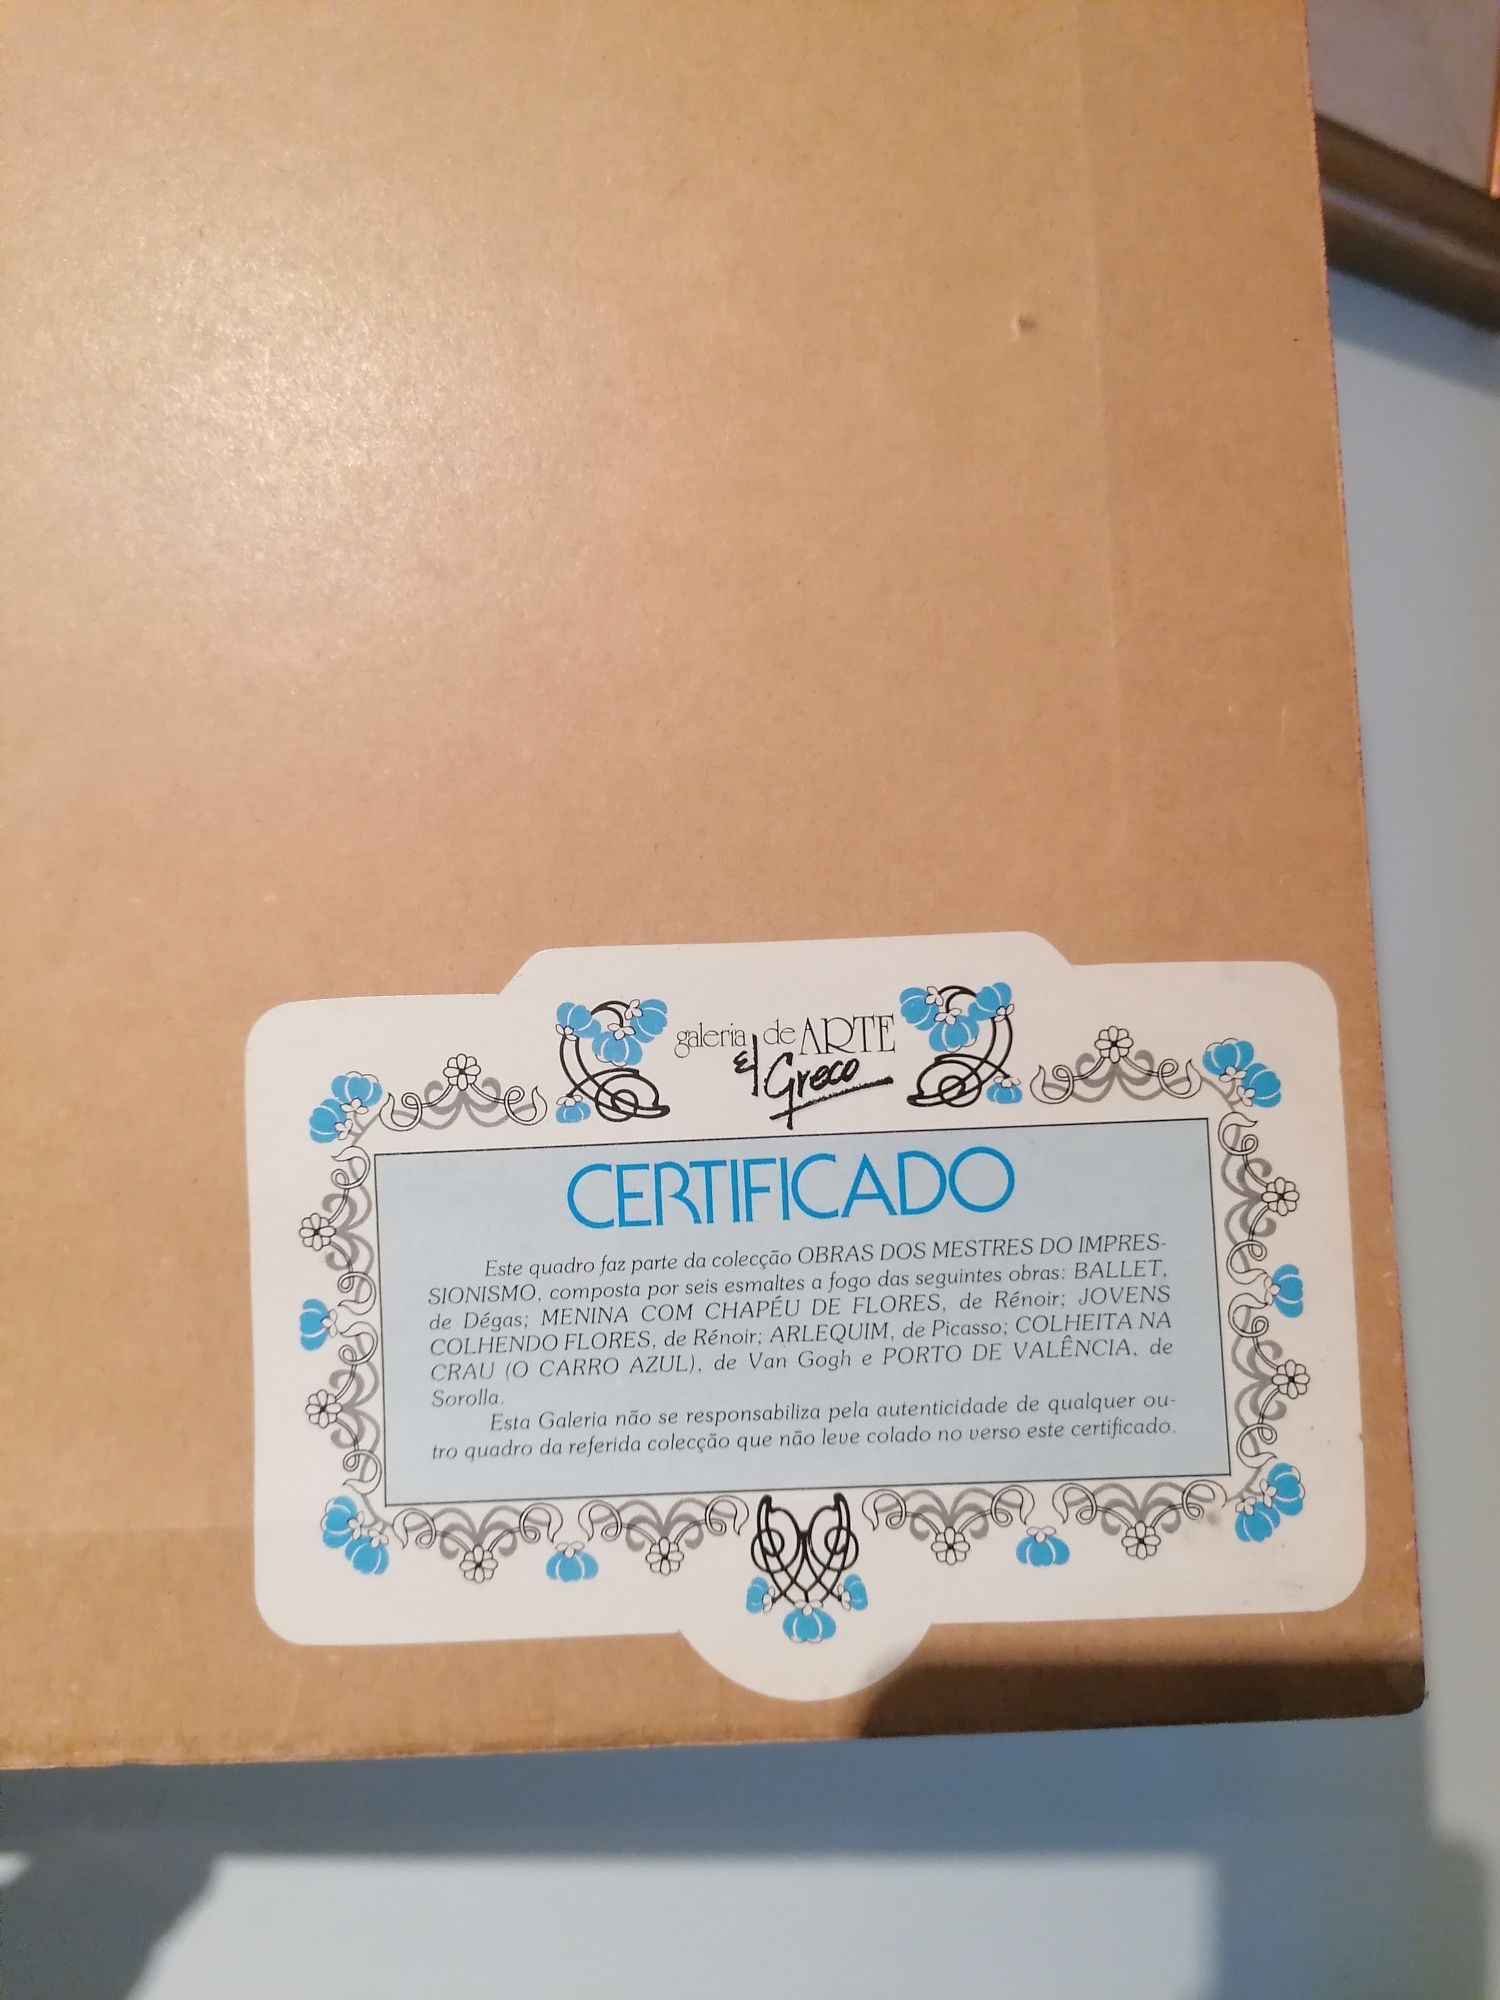 galeria de ARTE
El Greco
CERTIFICADO
Este quadro faz parte da colecção OBRAS DOS MESTRES DO IMPRES-
SIONISMO, composta por seis esmaltes a fogo das seguintes obras: BALLET,
de Dégas; MENINA COM CHAPÉU DE FLORES, de Rénoir; JOVENS
COLHENDO FLORES, de Rénoir; ARLEQUIM, de Picasso; COLHEITA NA
CRAU (O CARRO AZUL), de Van Gogh e PORTO DE VALÊNCIA, de
Sorolla.
Esta Galeria não se responsabiliza pela autenticidade de qualquer ou-
tro quadro da referida colecção que não leve colado no verso este certificado.